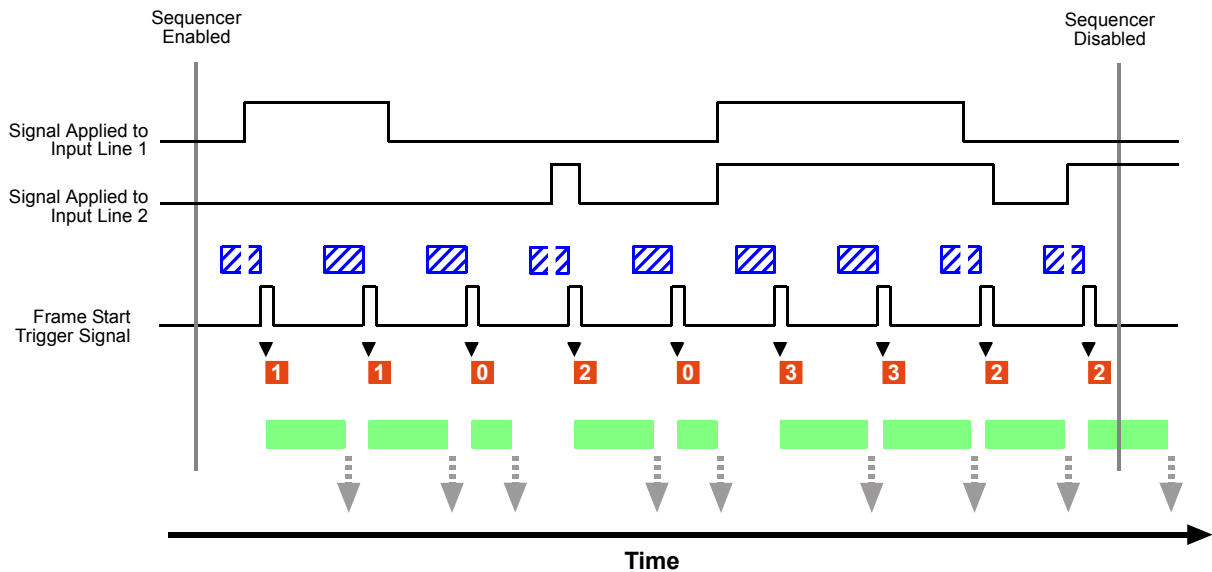 Sequencer
Enabled
Sequencer
Disabled
Signal Applied to
Input Line 1
Signal Applied to
Input Line 2
Frame Start
Trigger Signal
1 1 0 2 0 3 3 2 2
Time